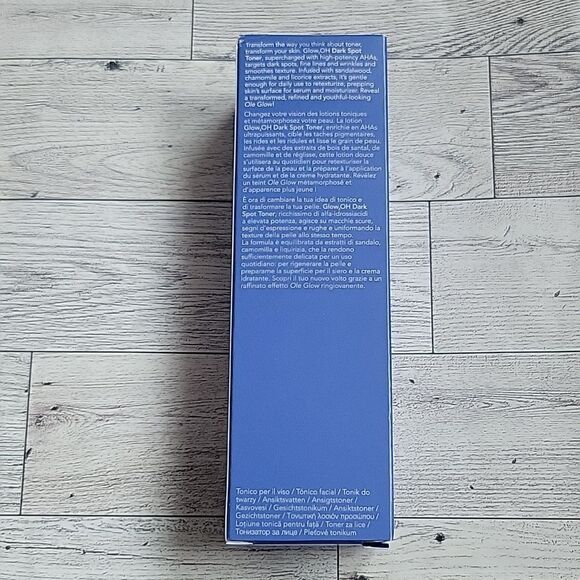 Transform the way you think about toner,
transform your skin. Glow2OH Dark Spot
Toner, supercharged with high-potency AHAs,
targets dark spots, fine lines and wrinkles and
smoothes texture. Infused with sandalwood,
chamomile and licorice extracts, it's gentle
enough for daily use to retexturize, prepping
skin's surface for serum and moisturizer. Reveal
a transformed, refined and youthful-looking
Ole Glow!
Changez votre vision des lotions toniques
et métamorphosez votre peau. La lotion
Glow2OH Dark Spot Toner, enrichie en AHAs
ultrapuissants, cible les taches pigmentaires,
les rides et les ridules et lisse le grain de peau.
Infusée avec des extraits de bois de santal, de
camomille et de réglisse, cette lotion douce
s'utilisera au quotidien pour retexturiser la
surface de la peau et la préparer à l'application
du sérum et de la crème hydratante. Révélez
un teint Ole Glow métamorphosé et
d'apparence plus jeune !
È ora di cambiare la tua idea di tonico e
di trasformare la tua pelle. Glow2OH Dark
Spot Toner, ricchissimo di alfa-idrossiacidi
a elevata potenza, agisce su macchie scure,
segni d'espressione e rughe e uniformando la
texture della pelle allo stesso tempo.
La formula è equilibrata da estratti di sandalo,
camomilla e liquirizia, che la rendono
sufficientemente delicata per un uso
quotidiano: per rigenerare la pelle e
prepararne la superficie per il siero e la crema
idratante. Scopri il tuo nuovo volto grazie a un
raffinato effetto Ole Glow ringiovanente.
Tonico per il viso / Tónico facial / Tonik do
twarzy / Ansiktsvatten / Ansigtstoner /
Kasvovesi / Gesichtstonikum / Ansiktstoner /
Gezichtstoner / Τονωτική λοσιόν προσώπου /
Loțiune tonică pentru față / Toner za lice /
Тонизатор за лице / Pleťové tonikum